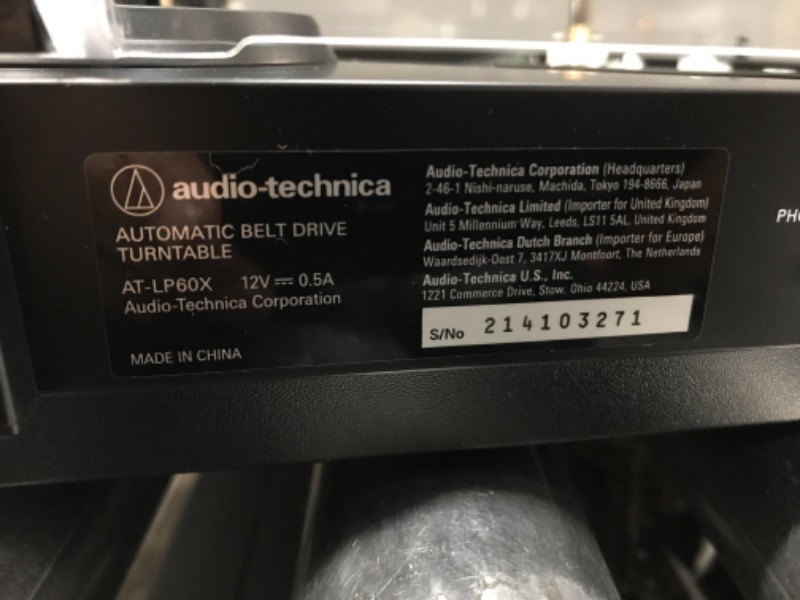 audio-technica
AUTOMATIC BELT DRIVE
TURNTABLE
AT-LP60X 12V ⎓ 0.5A
Audio-Technica Corporation
MADE IN CHINA
Audio-Technica Corporation (Headquarters)
2-46-1 Nishi-naruse, Machida, Tokyo 194-8666, Japan
Audio-Technica Limited (Importer for United Kingdom)
Unit 5 Millennium Way, Leeds, LS11 5AL, United Kingdom
Audio-Technica Dutch Branch (Importer for Europe)
Waardsedijk-Oost 7, 3417XJ Montfoort, The Netherlands
Audio-Technica U.S., Inc.
1221 Commerce Drive, Stow, Ohio 44224, USA
S/No 214103271